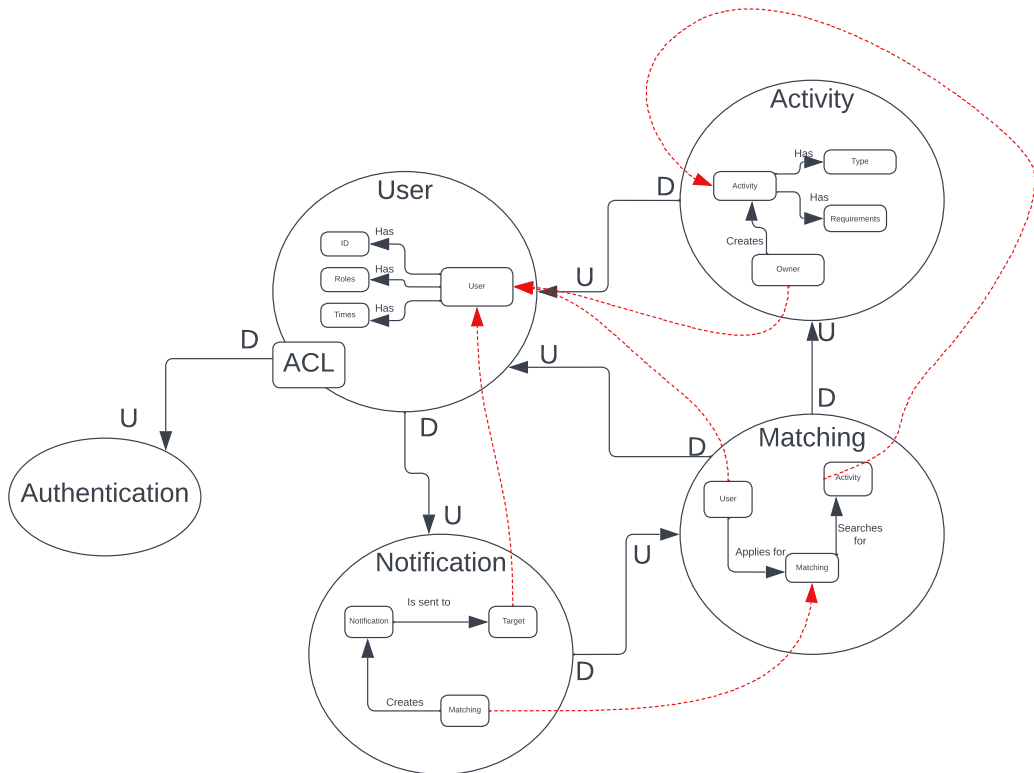 Activity
Has
Type
Activity
Has
Requirements
Creates
Owner
D
U
U
User
Has
ID
Has
Roles
User
Has
Times
ACL
D
U
Authentication
D
U
U
D
D
Matching
User
Activity
Searches
for
Applies for
Matching
Notification
Is sent to
Notification
Target
Creates
Matching
D
U